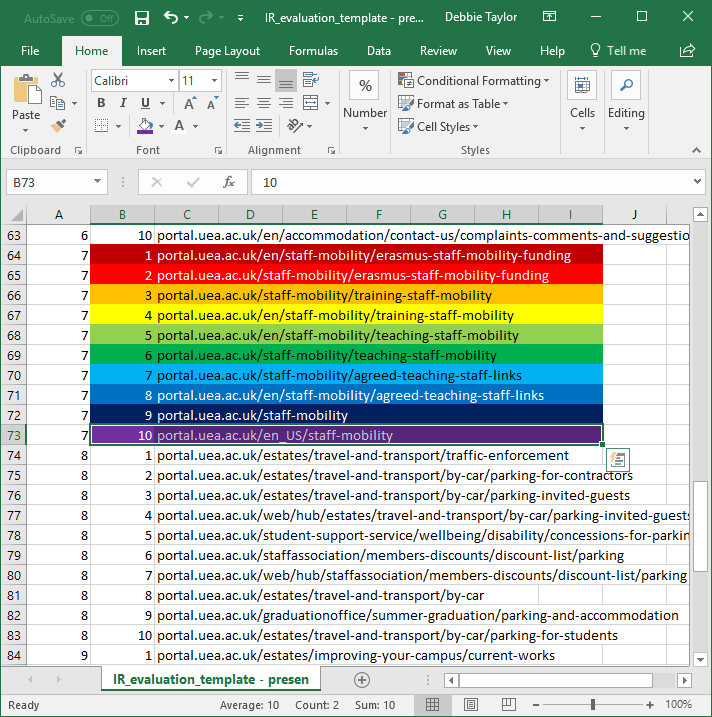 AutoSave Off IR_evaluation_template - pre... Debbie Taylor
File Home Insert Page Layout Formulas Data Review View Help Tell me
Calibri 11 % Conditional Formatting
Paste B I U A A Number Format as Table Cells Editing
A Cell Styles
Clipboard Font Alignment Styles
B73 fx 10
A B C D E F G H I J
63 6 10 portal.uea.ac.uk/en/accommodation/contact-us/complaints-comments-and-suggestio
64 7 1 portal.uea.ac.uk/en/staff-mobility/erasmus-staff-mobility-funding
65 7 2 portal.uea.ac.uk/staff-mobility/erasmus-staff-mobility-funding
66 7 3 portal.uea.ac.uk/staff-mobility/training-staff-mobility
67 7 4 portal.uea.ac.uk/en/staff-mobility/training-staff-mobility
68 7 5 portal.uea.ac.uk/en/staff-mobility/teaching-staff-mobility
69 7 6 portal.uea.ac.uk/staff-mobility/teaching-staff-mobility
70 7 7 portal.uea.ac.uk/staff-mobility/agreed-teaching-staff-links
71 7 8 portal.uea.ac.uk/en/staff-mobility/agreed-teaching-staff-links
72 7 9 portal.uea.ac.uk/staff-mobility
73 7 10 portal.uea.ac.uk/en_US/staff-mobility
74 8 1 portal.uea.ac.uk/estates/travel-and-transport/traffic-enforcement
75 8 2 portal.uea.ac.uk/estates/travel-and-transport/by-car/parking-for-contractors
76 8 3 portal.uea.ac.uk/estates/travel-and-transport/by-car/parking-invited-guests
77 8 4 portal.uea.ac.uk/web/hub/estates/travel-and-transport/by-car/parking-invited-guests
78 8 5 portal.uea.ac.uk/student-support-service/wellbeing/disability/concessions-for-parkin
79 8 6 portal.uea.ac.uk/staffassociation/members-discounts/discount-list/parking
80 8 7 portal.uea.ac.uk/web/hub/staffassociation/members-discounts/discount-list/parking
81 8 8 portal.uea.ac.uk/estates/travel-and-transport/by-car
82 8 9 portal.uea.ac.uk/graduationoffice/summer-graduation/parking-and-accommodation
83 8 10 portal.uea.ac.uk/estates/travel-and-transport/by-car/parking-for-students
84 9 1 portal.uea.ac.uk/estates/improving-your-campus/current-works
IR_evaluation_template - presen
Ready Average: 10 Count: 2 Sum: 10 100%